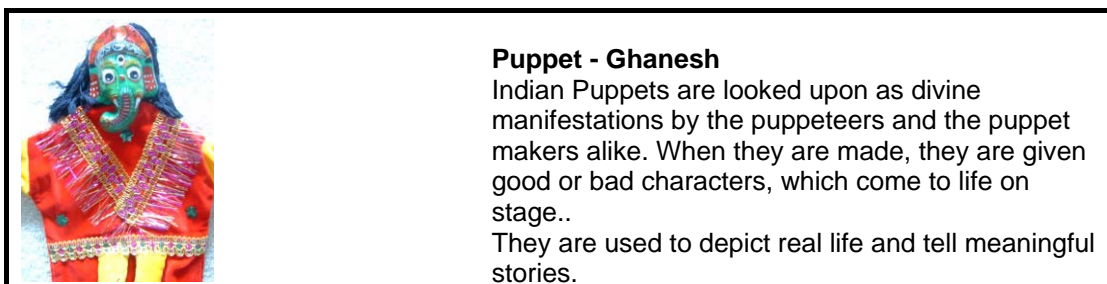 Puppet - Ghanesh
Indian Puppets are looked upon as divine
manifestations by the puppeteers and the puppet
makers alike. When they are made, they are given
good or bad characters, which come to life on
stage..
They are used to depict real life and tell meaningful
stories.